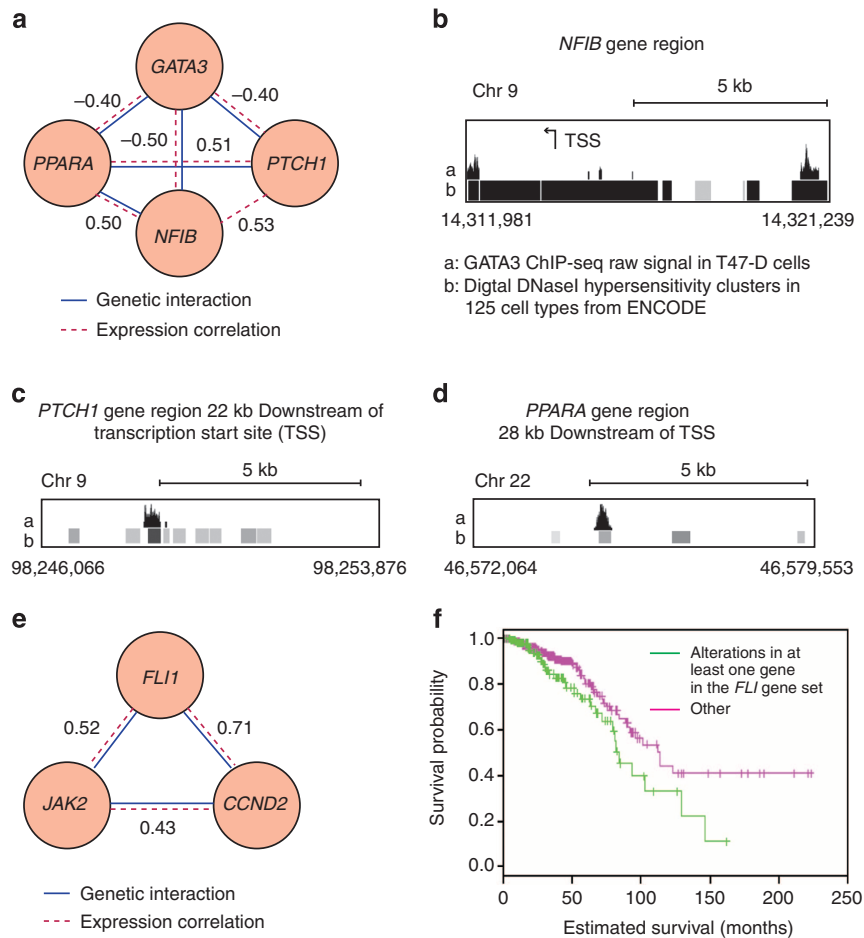 a
GATA3
–0.40
–0.40
–0.50
0.51
PPARA
PTCH1
0.50
0.53
NFIB
Genetic interaction
Expression correlation
b
NFIB gene region
Chr 9
5 kb
TSS
a
b
14,311,981
14,321,239
a: GATA3 ChIP-seq raw signal in T47-D cells
b: Digtal DNaseI hypersensitivity clusters in
125 cell types from ENCODE
c
PTCH1 gene region 22 kb Downstream of
transcription start site (TSS)
Chr 9
5 kb
a
b
98,246,066
98,253,876
d
PPARA gene region
28 kb Downstream of TSS
Chr 22
5 kb
a
b
46,572,064
46,579,553
e
FLI1
0.52
0.71
JAK2
CCND2
0.43
Genetic interaction
Expression correlation
f
Survival probability
1.0
0.8
0.6
0.4
0.2
0.0
Alterations in at
least one gene
in the FLI gene set
Other
0 50 100 150 200 250
Estimated survival (months)